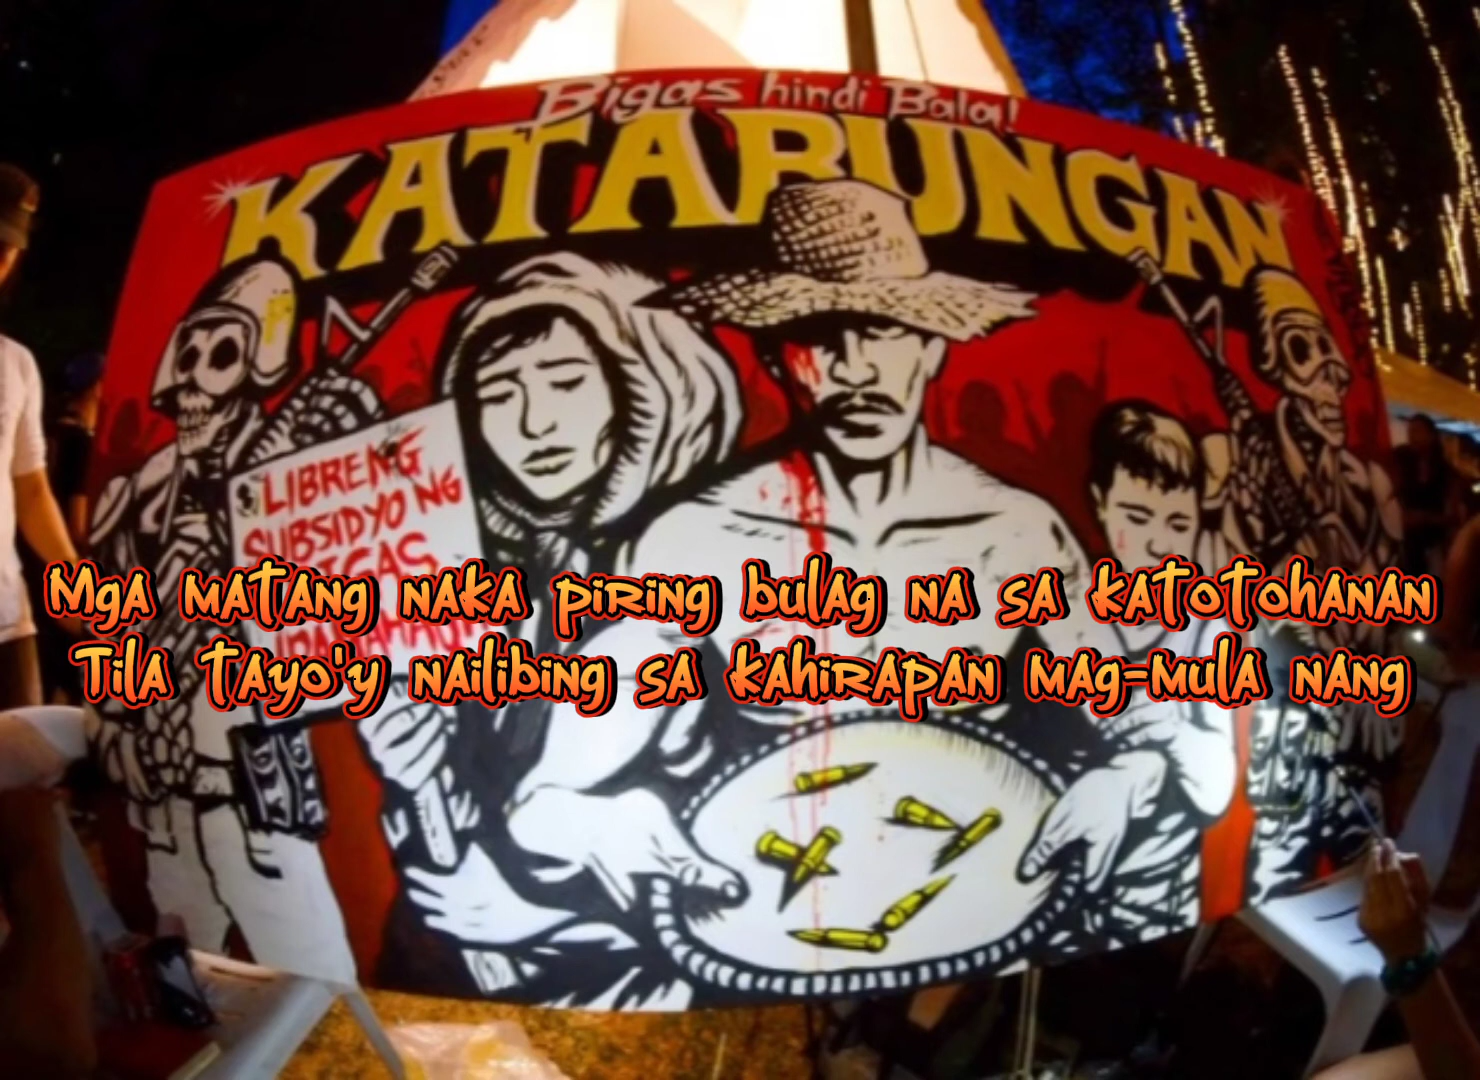 Bigas hindi Bala!
KATARUNGAN
LIBRENG
SUBSIDYO NG
Mga matang naka piring bulag na sa katotohanan
Tila tayo'y nailibing sa kahirapan mag-mula nang